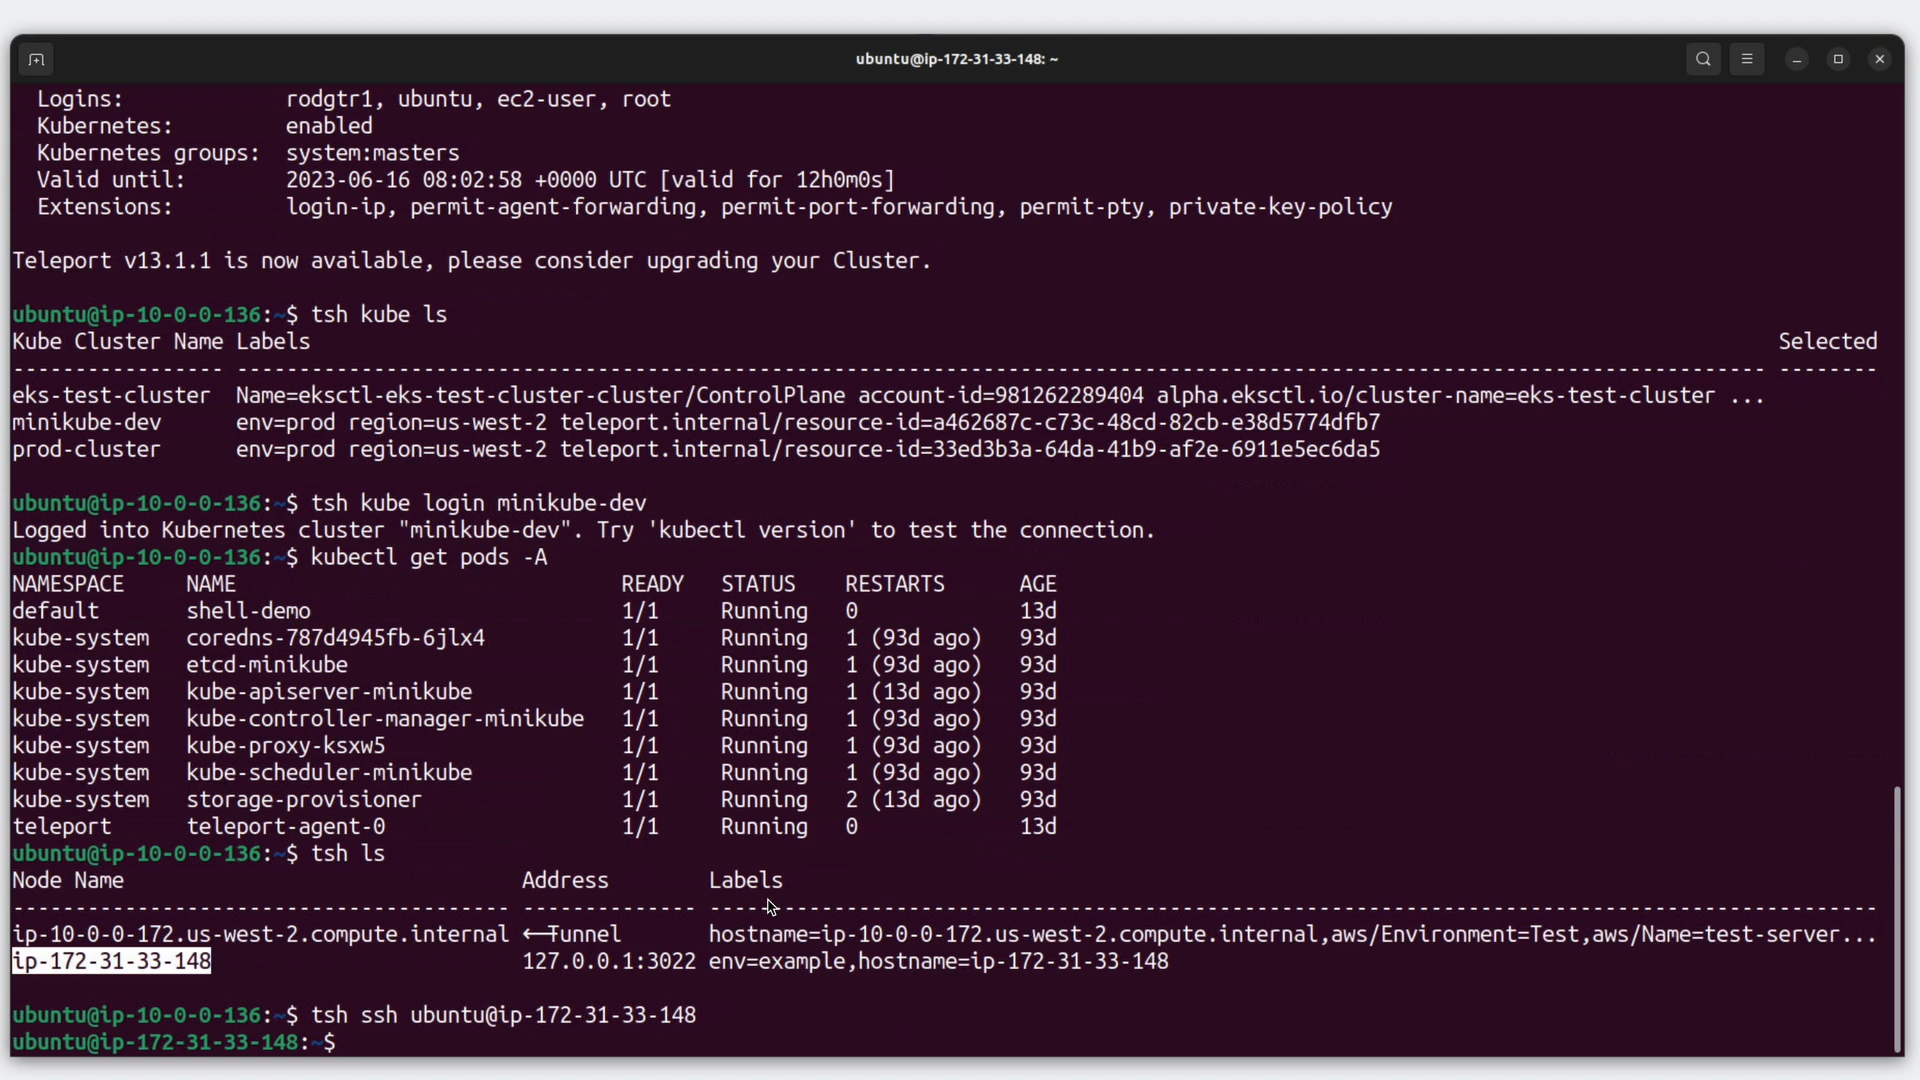 ubuntu@ip-172-31-33-148: ~
Logins: rodgtr1, ubuntu, ec2-user, root
Kubernetes: enabled
Kubernetes groups: system:masters
Valid until: 2023-06-16 08:02:58 +0000 UTC [valid for 12h0m0s]
Extensions: login-ip, permit-agent-forwarding, permit-port-forwarding, permit-pty, private-key-policy
Teleport v13.1.1 is now available, please consider upgrading your Cluster.
ubuntu@ip-10-0-0-136:~$ tsh kube ls
Kube Cluster Name Labels Selected
----------------- --------------------------------------------------------------------------------------------------------------------------- --------
eks-test-cluster Name=eksctl-eks-test-cluster-cluster/ControlPlane account-id=981262289404 alpha.eksctl.io/cluster-name=eks-test-cluster ...
minikube-dev env=prod region=us-west-2 teleport.internal/resource-id=a462687c-c73c-48cd-82cb-e38d5774dfb7
prod-cluster env=prod region=us-west-2 teleport.internal/resource-id=33ed3b3a-64da-41b9-af2e-6911e5ec6da5
ubuntu@ip-10-0-0-136:~$ tsh kube login minikube-dev
Logged into Kubernetes cluster "minikube-dev". Try 'kubectl version' to test the connection.
ubuntu@ip-10-0-0-136:~$ kubectl get pods -A
NAMESPACE NAME READY STATUS RESTARTS AGE
default shell-demo 1/1 Running 0 13d
kube-system coredns-787d4945fb-6jlx4 1/1 Running 1 (93d ago) 93d
kube-system etcd-minikube 1/1 Running 1 (93d ago) 93d
kube-system kube-apiserver-minikube 1/1 Running 1 (13d ago) 93d
kube-system kube-controller-manager-minikube 1/1 Running 1 (93d ago) 93d
kube-system kube-proxy-ksxw5 1/1 Running 1 (93d ago) 93d
kube-system kube-scheduler-minikube 1/1 Running 1 (93d ago) 93d
kube-system storage-provisioner 1/1 Running 2 (13d ago) 93d
teleport teleport-agent-0 1/1 Running 0 13d
ubuntu@ip-10-0-0-136:~$ tsh ls
Node Name Address Labels
---------------------------------------- -------------- ----------------------------------------------------------------------------------------------
ip-10-0-0-172.us-west-2.compute.internal ⟵ Tunnel hostname=ip-10-0-0-172.us-west-2.compute.internal,aws/Environment=Test,aws/Name=test-server...
ip-172-31-33-148 127.0.0.1:3022 env=example,hostname=ip-172-31-33-148
ubuntu@ip-10-0-0-136:~$ tsh ssh ubuntu@ip-172-31-33-148
ubuntu@ip-172-31-33-148:~$